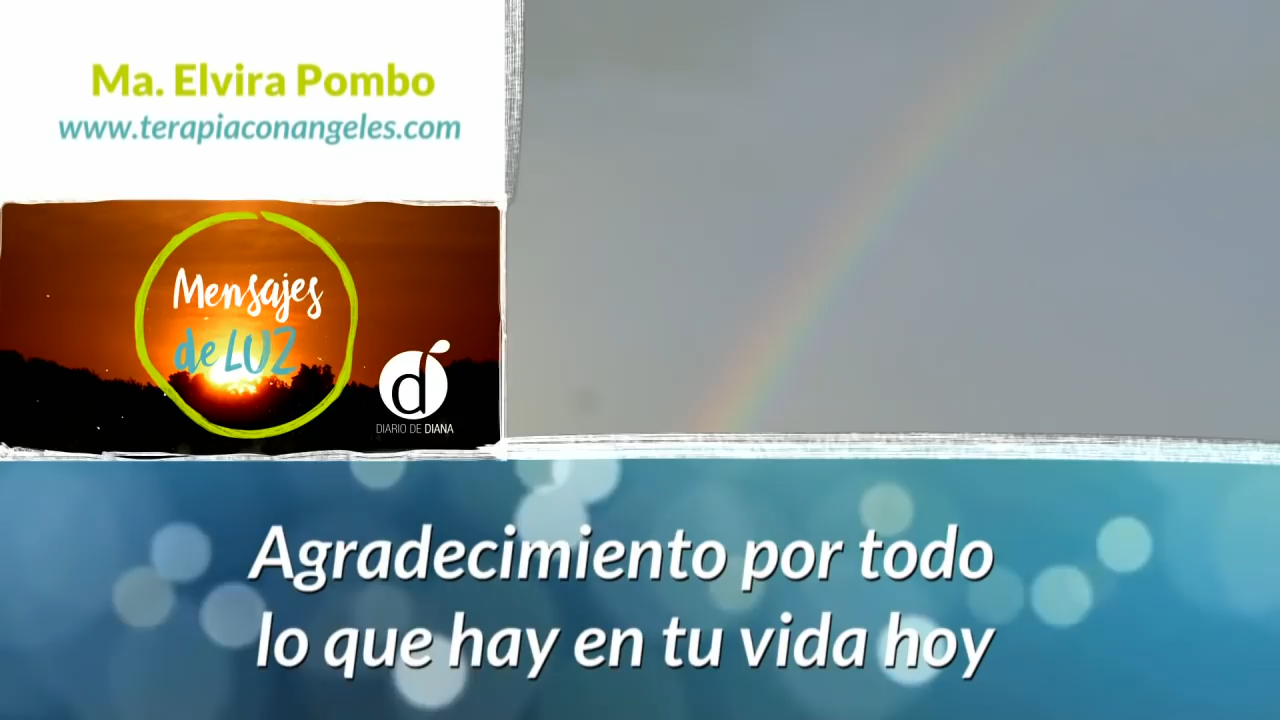 Ma. Elvira Pombo
www.terapiaconangeles.com
Mensajes
de LUZ
d
DIARIO DE DIANA
Agradecimiento por todo
lo que hay en tu vida hoy